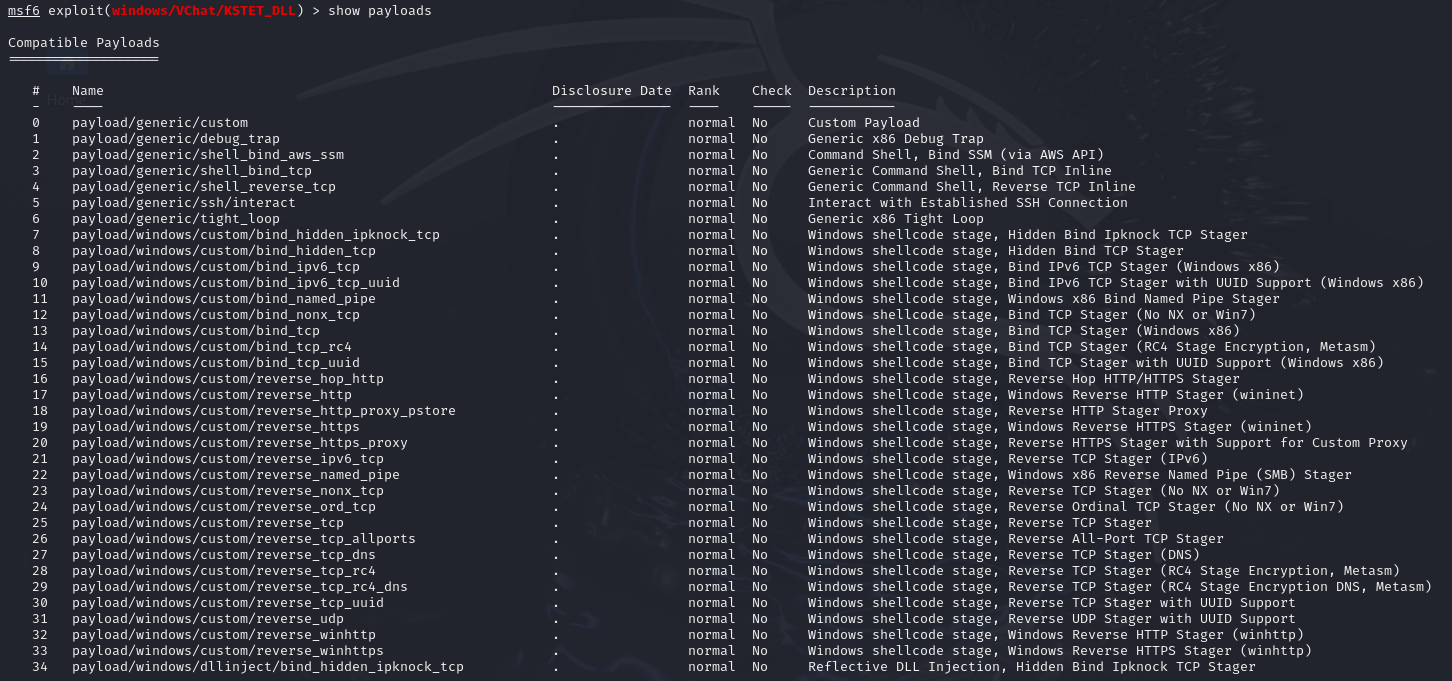 msf6 exploit(windows/VChat/KSTET_DLL) > show payloads
Compatible Payloads
===================
# Name Disclosure Date Rank Check Description
- ---- --------------- ---- ----- -----------
0 payload/generic/custom . normal No Custom Payload
1 payload/generic/debug_trap . normal No Generic x86 Debug Trap
2 payload/generic/shell_bind_aws_ssm . normal No Command Shell, Bind SSM (via AWS API)
3 payload/generic/shell_bind_tcp . normal No Generic Command Shell, Bind TCP Inline
4 payload/generic/shell_reverse_tcp . normal No Generic Command Shell, Reverse TCP Inline
5 payload/generic/ssh/interact . normal No Interact with Established SSH Connection
6 payload/generic/tight_loop . normal No Generic x86 Tight Loop
7 payload/windows/custom/bind_hidden_ipknock_tcp . normal No Windows shellcode stage, Hidden Bind Ipknock TCP Stager
8 payload/windows/custom/bind_hidden_tcp . normal No Windows shellcode stage, Hidden Bind TCP Stager
9 payload/windows/custom/bind_ipv6_tcp . normal No Windows shellcode stage, Bind IPv6 TCP Stager (Windows x86)
10 payload/windows/custom/bind_ipv6_tcp_uuid . normal No Windows shellcode stage, Bind IPv6 TCP Stager with UUID Support (Windows x86)
11 payload/windows/custom/bind_named_pipe . normal No Windows shellcode stage, Windows x86 Bind Named Pipe Stager
12 payload/windows/custom/bind_nonx_tcp . normal No Windows shellcode stage, Bind TCP Stager (No NX or Win7)
13 payload/windows/custom/bind_tcp . normal No Windows shellcode stage, Bind TCP Stager (Windows x86)
14 payload/windows/custom/bind_tcp_rc4 . normal No Windows shellcode stage, Bind TCP Stager (RC4 Stage Encryption, Metasm)
15 payload/windows/custom/bind_tcp_uuid . normal No Windows shellcode stage, Bind TCP Stager with UUID Support (Windows x86)
16 payload/windows/custom/reverse_hop_http . normal No Windows shellcode stage, Reverse Hop HTTP/HTTPS Stager
17 payload/windows/custom/reverse_http . normal No Windows shellcode stage, Windows Reverse HTTP Stager (wininet)
18 payload/windows/custom/reverse_http_proxy_pstore . normal No Windows shellcode stage, Reverse HTTP Stager Proxy
19 payload/windows/custom/reverse_https . normal No Windows shellcode stage, Windows Reverse HTTPS Stager (wininet)
20 payload/windows/custom/reverse_https_proxy . normal No Windows shellcode stage, Reverse HTTPS Stager with Support for Custom Proxy
21 payload/windows/custom/reverse_ipv6_tcp . normal No Windows shellcode stage, Reverse TCP Stager (IPv6)
22 payload/windows/custom/reverse_named_pipe . normal No Windows shellcode stage, Windows x86 Reverse Named Pipe (SMB) Stager
23 payload/windows/custom/reverse_nonx_tcp . normal No Windows shellcode stage, Reverse TCP Stager (No NX or Win7)
24 payload/windows/custom/reverse_ord_tcp . normal No Windows shellcode stage, Reverse Ordinal TCP Stager (No NX or Win7)
25 payload/windows/custom/reverse_tcp . normal No Windows shellcode stage, Reverse TCP Stager
26 payload/windows/custom/reverse_tcp_allports . normal No Windows shellcode stage, Reverse All-Port TCP Stager
27 payload/windows/custom/reverse_tcp_dns . normal No Windows shellcode stage, Reverse TCP Stager (DNS)
28 payload/windows/custom/reverse_tcp_rc4 . normal No Windows shellcode stage, Reverse TCP Stager (RC4 Stage Encryption, Metasm)
29 payload/windows/custom/reverse_tcp_rc4_dns . normal No Windows shellcode stage, Reverse TCP Stager (RC4 Stage Encryption DNS, Metasm)
30 payload/windows/custom/reverse_tcp_uuid . normal No Windows shellcode stage, Reverse TCP Stager with UUID Support
31 payload/windows/custom/reverse_udp . normal No Windows shellcode stage, Reverse UDP Stager with UUID Support
32 payload/windows/custom/reverse_winhttp . normal No Windows shellcode stage, Windows Reverse HTTP Stager (winhttp)
33 payload/windows/custom/reverse_winhttps . normal No Windows shellcode stage, Windows Reverse HTTPS Stager (winhttp)
34 payload/windows/dllinject/bind_hidden_ipknock_tcp . normal No Reflective DLL Injection, Hidden Bind Ipknock TCP Stager
Home